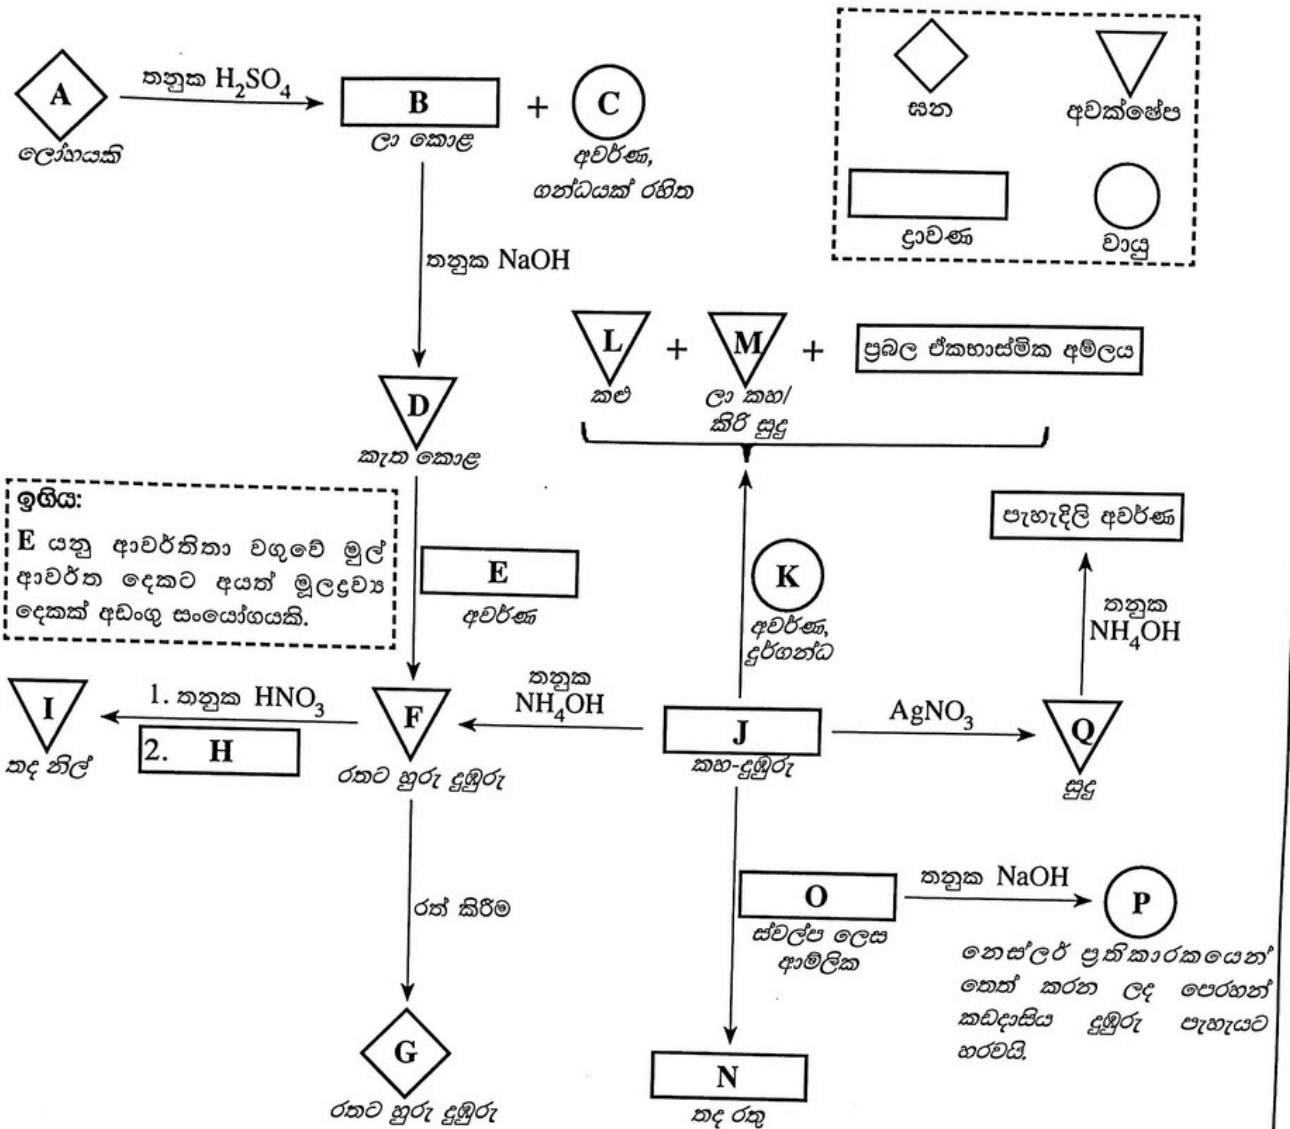 ඝන
අවක්ෂේප
ද්‍රාවණ
වායු
A
ලෝහයකි
තනුක H₂SO₄
B
ලා කොළ
+
C
අවර්ණ,
ගන්ධයක් රහිත
තනුක NaOH
D
කැත කොළ
L
කළු
+
M
ලා කහ/
කිරි සුදු
+
ප්‍රබල ඒකභාස්මික අම්ලය
ඉඟිය:
E යනු ආවර්තිතා වගුවේ මුල්
ආවර්ත දෙකට අයත් මූලද්‍රව්‍ය
දෙකක් අඩංගු සංයෝගයකි.
E
අවර්ණ
K
අවර්ණ,
දුර්ගන්ධ
පැහැදිලි අවර්ණ
තනුක
NH₄OH
I
තද නිල්
1. තනුක HNO₃
2. H
F
රතට හුරු දුඹුරු
තනුක
NH₄OH
J
කහ-දුඹුරු
AgNO₃
Q
සුදු
රත් කිරීම
G
රතට හුරු දුඹුරු
O
ස්වල්ප ලෙස
ආම්ලික
තනුක NaOH
P
නෙස්ලර් ප්‍රතිකාරකයෙන්
තෙත් කරන ලද පෙරහන්
කඩදාසිය දුඹුරු පැහැයට
හරවයි.
N
තද රතු